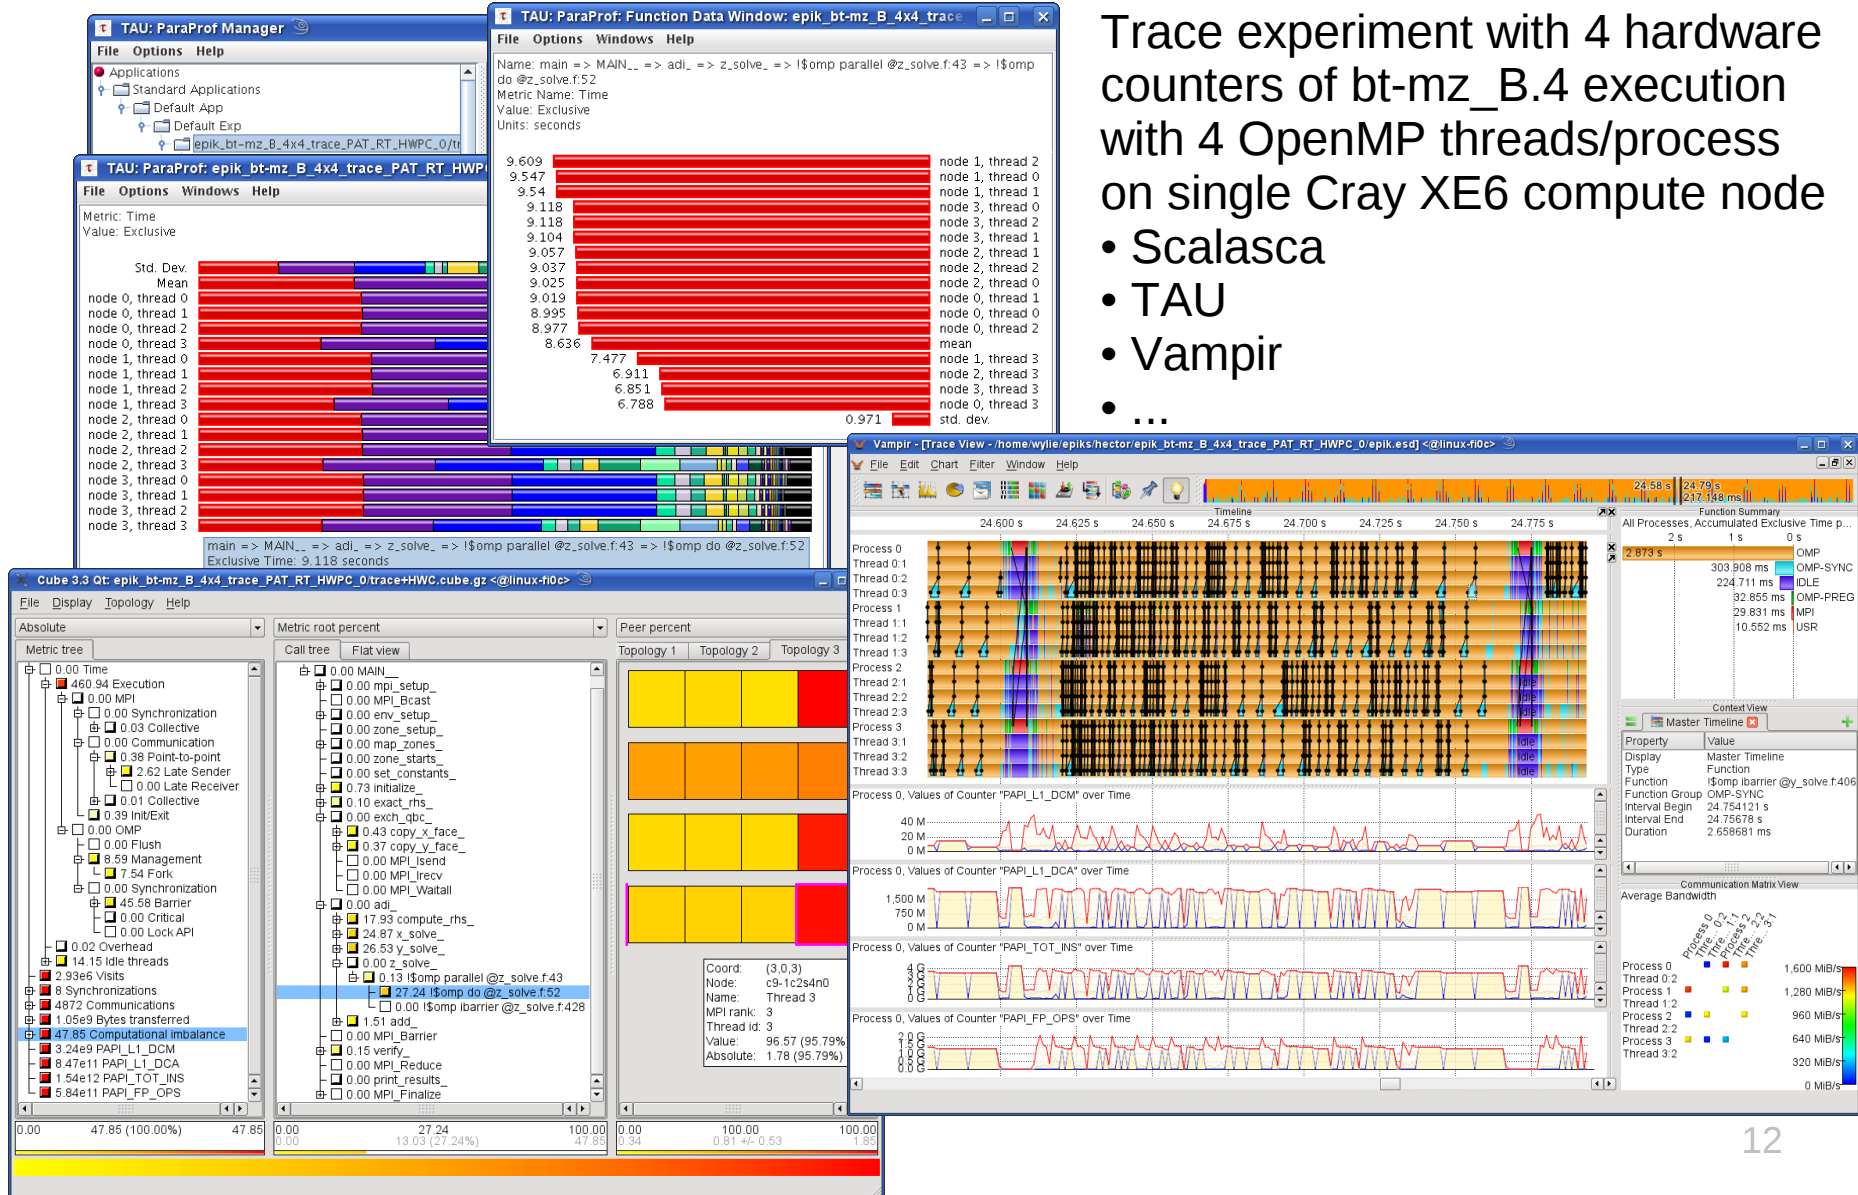 TAU: ParaProf Manager
File Options Help
Applications
Standard Applications
Default App
Default Exp
epik_bt-mz_B_4x4_trace_PAT_RT_HWPC_0/tr
TAU: ParaProf: epik_bt-mz_B_4x4_trace_PAT_RT_HWP
File Options Windows Help
Metric: Time
Value: Exclusive
Std. Dev.
Mean
node 0, thread 0
node 0, thread 1
node 0, thread 2
node 0, thread 3
node 1, thread 0
node 1, thread 1
node 1, thread 2
node 1, thread 3
node 2, thread 0
node 2, thread 1
node 2, thread 2
node 2, thread 3
node 3, thread 0
node 3, thread 1
node 3, thread 2
node 3, thread 3
main => MAIN__ => adi_ => z_solve_ => !$omp parallel @z_solve.f:43 => !$omp do @z_solve.f:52
Exclusive Time: 9.118 seconds
TAU: ParaProf: Function Data Window: epik_bt-mz_B_4x4_trace
File Options Windows Help
Name: main => MAIN__ => adi_ => z_solve_ => !$omp parallel @z_solve.f:43 => !$omp
do @z_solve.f:52
Metric Name: Time
Value: Exclusive
Units: seconds
9.609 node 1, thread 2
9.547 node 1, thread 0
9.54 node 1, thread 1
9.118 node 3, thread 0
9.118 node 3, thread 2
9.104 node 3, thread 1
9.057 node 2, thread 1
9.037 node 2, thread 2
9.025 node 2, thread 0
9.019 node 0, thread 1
8.995 node 0, thread 0
8.977 node 0, thread 2
8.636 mean
7.477 node 1, thread 3
6.911 node 2, thread 3
6.851 node 3, thread 3
6.788 node 0, thread 3
0.971 std. dev.
Trace experiment with 4 hardware
counters of bt-mz_B.4 execution
with 4 OpenMP threads/process
on single Cray XE6 compute node
• Scalasca
• TAU
• Vampir
• ...
Cube 3.3 Qt: epik_bt-mz_B_4x4_trace_PAT_RT_HWPC_0/trace+HWC.cube.gz <@linux-fi0c>
File Display Topology Help
Absolute
Metric tree
0.00 Time
460.94 Execution
0.00 MPI
0.00 Synchronization
0.03 Collective
0.00 Communication
0.38 Point-to-point
2.62 Late Sender
0.00 Late Receiver
0.01 Collective
0.39 Init/Exit
0.00 OMP
0.00 Flush
8.59 Management
7.54 Fork
0.00 Synchronization
45.58 Barrier
0.00 Critical
0.00 Lock API
0.02 Overhead
14.15 Idle threads
2.93e6 Visits
8 Synchronizations
4872 Communications
1.05e9 Bytes transferred
47.85 Computational imbalance
3.24e9 PAPI_L1_DCM
8.47e11 PAPI_L1_DCA
1.54e12 PAPI_TOT_INS
5.84e11 PAPI_FP_OPS
0.00 47.85 (100.00%) 47.85
Metric root percent
Call tree Flat view
0.00 MAIN__
0.00 mpi_setup_
0.00 MPI_Bcast
0.00 env_setup_
0.00 zone_setup_
0.00 map_zones_
0.00 zone_starts_
0.00 set_constants_
0.73 initialize_
0.10 exact_rhs_
0.00 exch_qbc_
0.43 copy_x_face_
0.37 copy_y_face_
0.00 MPI_Isend
0.00 MPI_Irecv
0.00 MPI_Waitall
0.00 adi_
17.93 compute_rhs_
24.87 x_solve_
26.53 y_solve_
0.00 z_solve_
0.13 !$omp parallel @z_solve.f:43
27.24 !$omp do @z_solve.f:52
0.00 !$omp ibarrier @z_solve.f:428
1.51 add_
0.00 MPI_Barrier
0.15 verify_
0.00 MPI_Reduce
0.00 print_results_
0.00 MPI_Finalize
0.00 27.24 100.00
0.00 13.03 (27.24%) 47.85
Peer percent
Topology 1 Topology 2 Topology 3
Coord: (3,0,3)
Node: c9-1c2s4n0
Name: Thread 3
MPI rank: 3
Thread id: 3
Value: 96.57 (95.79%
Absolute: 1.78 (95.79%)
0.00 100.00 100.00
0.34 0.81 +/- 0.53 1.85
Vampir - [Trace View - /home/wylie/epiks/hector/epik_bt-mz_B_4x4_trace_PAT_RT_HWPC_0/epik.esd] <@linux-fi0c>
File Edit Chart Filter Window Help
24.58 s 24.79 s
217.148 ms
Timeline
24.600 s 24.625 s 24.650 s 24.675 s 24.700 s 24.725 s 24.750 s 24.775 s
Process 0
Thread 0:1
Thread 0:2
Thread 0:3
Process 1
Thread 1:1
Thread 1:2
Thread 1:3
Process 2
Thread 2:1 Idle
Thread 2:2 Idle
Thread 2:3 Idle
Process 3
Thread 3:1 Idle
Thread 3:2 Idle
Thread 3:3 Idle
Process 0, Values of Counter "PAPI_L1_DCM" over Time
40 M
20 M
0 M
Process 0, Values of Counter "PAPI_L1_DCA" over Time
1,500 M
750 M
0 M
Process 0, Values of Counter "PAPI_TOT_INS" over Time
4 G
3 G
2 G
1 G
0 G
Process 0, Values of Counter "PAPI_FP_OPS" over Time
2.0 G
1.5 G
1.0 G
0.5 G
0.0 G
Function Summary
All Processes, Accumulated Exclusive Time p...
2 s 1 s 0 s
2.873 s OMP
303.908 ms OMP-SYNC
224.711 ms IDLE
32.855 ms OMP-PREG
29.831 ms MPI
10.552 ms USR
Context View
Master Timeline
Property Value
Display Master Timeline
Type Function
Function !$omp ibarrier @y_solve.f:406
Function Group OMP-SYNC
Interval Begin 24.754121 s
Interval End 24.75678 s
Duration 2.658681 ms
Communication Matrix View
Average Bandwidth
Process 0 Thre... 0:2 Thre... 1:1 Process 2 Thre... 2:2 Thre... 3:1
Process 0
Thread 0:2
Process 1
Thread 1:2
Process 2
Thread 2:2
Process 3
Thread 3:2
1,600 MiB/s
1,280 MiB/s
960 MiB/s
640 MiB/s
320 MiB/s
0 MiB/s
12